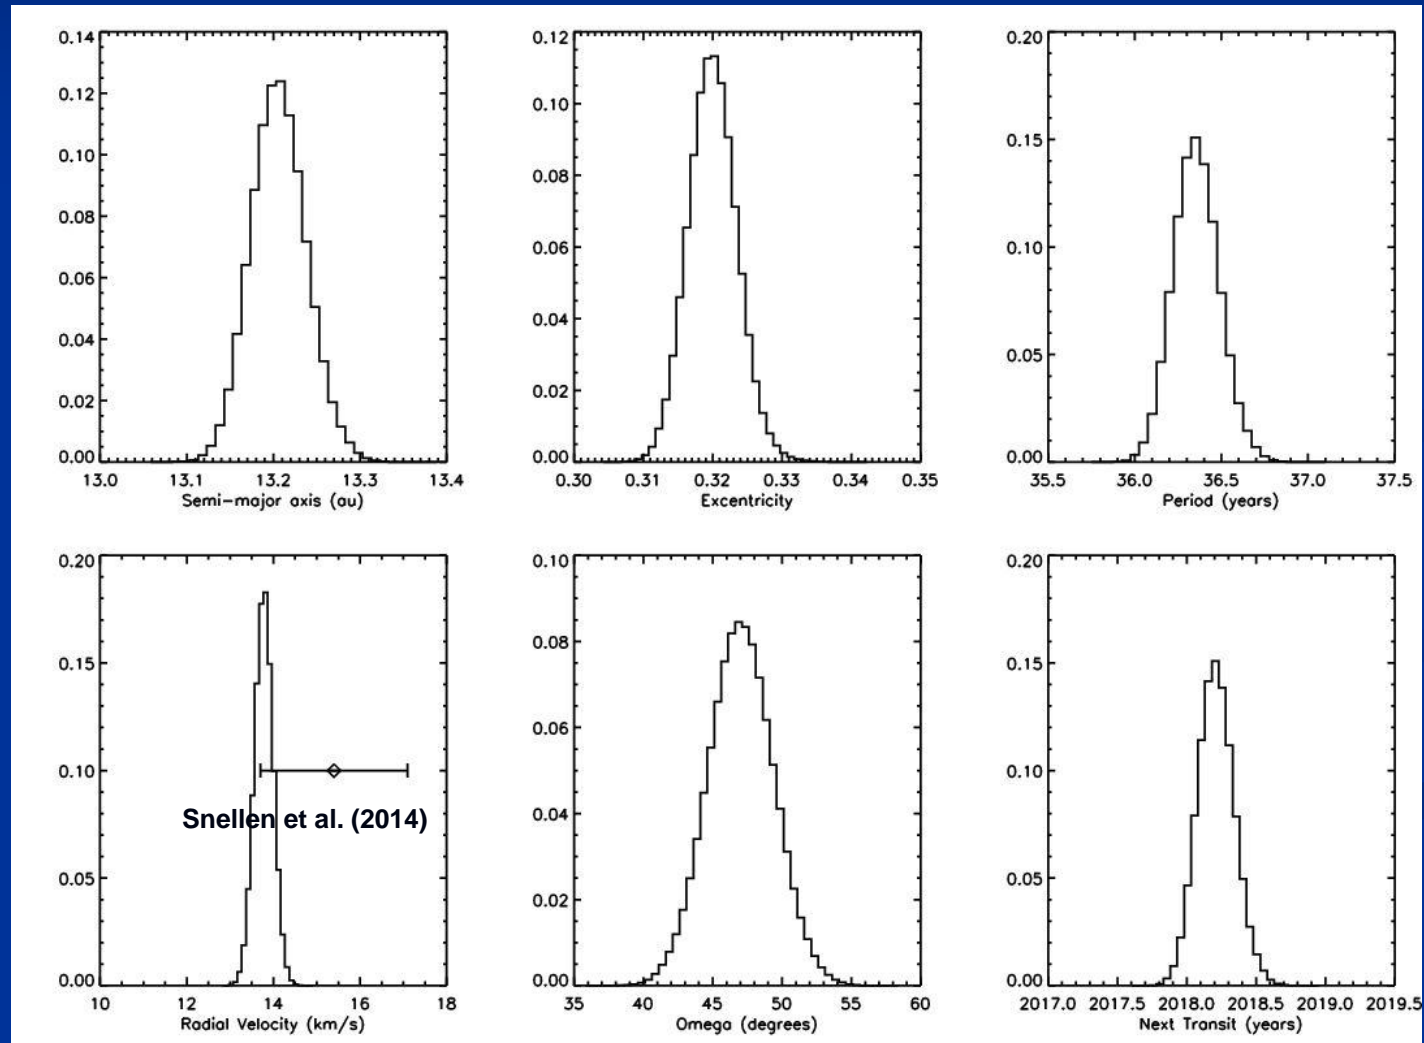 0.14
0.12
0.10
0.08
0.06
0.04
0.02
0.00
13.0 13.1 13.2 13.3 13.4
Semi-major axis (au)
0.12
0.10
0.08
0.06
0.04
0.02
0.00
0.30 0.31 0.32 0.33 0.34 0.35
Excentricity
0.20
0.15
0.10
0.05
0.00
35.5 36.0 36.5 37.0 37.5
Period (years)
0.20
0.15
0.10
Snellen et al. (2014)
0.05
0.00
10 12 14 16 18
Radial Velocity (km/s)
0.10
0.08
0.06
0.04
0.02
0.00
35 40 45 50 55 60
Omega (degrees)
0.20
0.15
0.10
0.05
0.00
2017.0 2017.5 2018.0 2018.5 2019.0 2019.5
Next Transit (years)